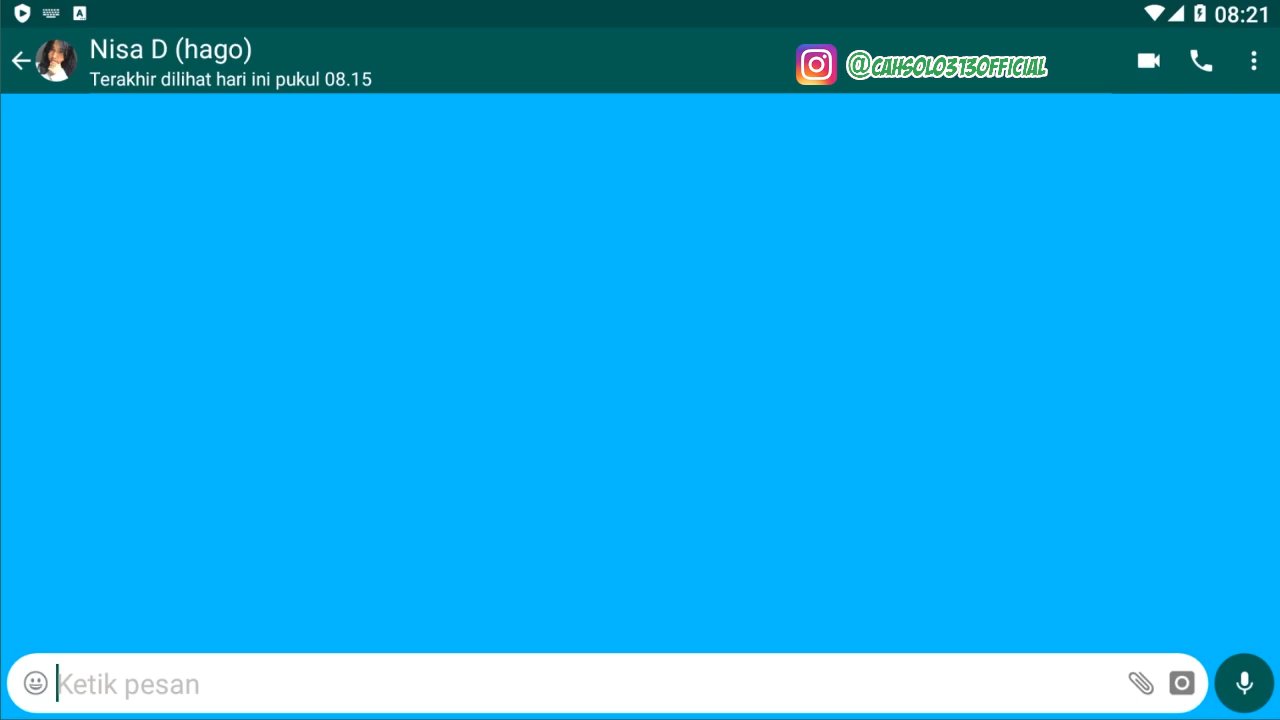 08:21
Nisa D (hago)
Terakhir dilihat hari ini pukul 08.15
@CAHSOLO3130FFICIAL
Ketik pesan